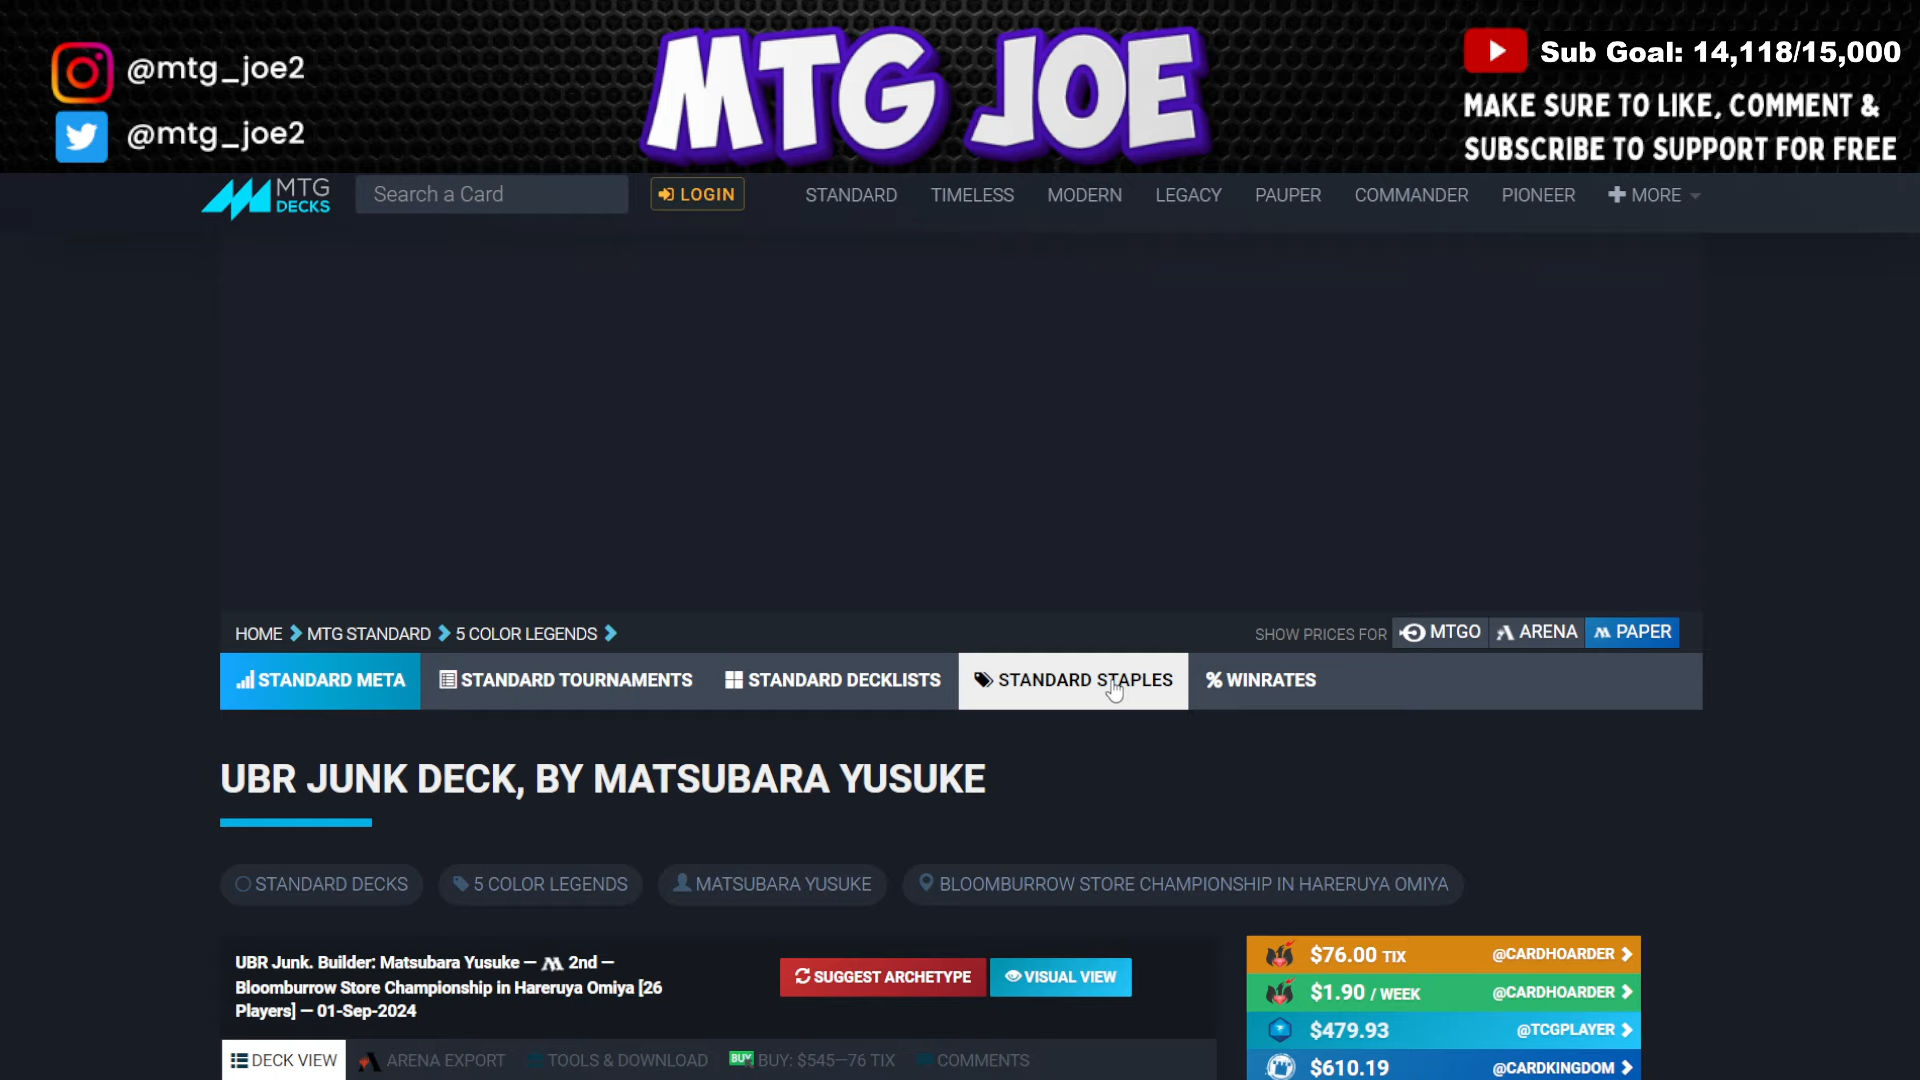 @mtg_joe2
@mtg_joe2
MTG JOE
Sub Goal: 14,118/15,000
MAKE SURE TO LIKE, COMMENT &
SUBSCRIBE TO SUPPORT FOR FREE
MTG
DECKS
Search a Card
LOGIN
STANDARD
TIMELESS
MODERN
LEGACY
PAUPER
COMMANDER
PIONEER
MORE
HOME
MTG STANDARD
5 COLOR LEGENDS
SHOW PRICES FOR
MTGO
ARENA
PAPER
STANDARD META
STANDARD TOURNAMENTS
STANDARD DECKLISTS
STANDARD STAPLES
% WINRATES
UBR JUNK DECK, BY MATSUBARA YUSUKE
STANDARD DECKS
5 COLOR LEGENDS
MATSUBARA YUSUKE
BLOOMBURROW STORE CHAMPIONSHIP IN HARERUYA OMIYA
UBR Junk. Builder: Matsubara Yusuke — 2nd —
Bloomburrow Store Championship in Hareruya Omiya [26
Players] — 01-Sep-2024
SUGGEST ARCHETYPE
VISUAL VIEW
$76.00 TIX @CARDHOARDER
$1.90 / WEEK @CARDHOARDER
$479.93 @TCGPLAYER
$610.19 @CARDKINGDOM
DECK VIEW
ARENA EXPORT
TOOLS & DOWNLOAD
BUY BUY: $545—76 TIX
COMMENTS